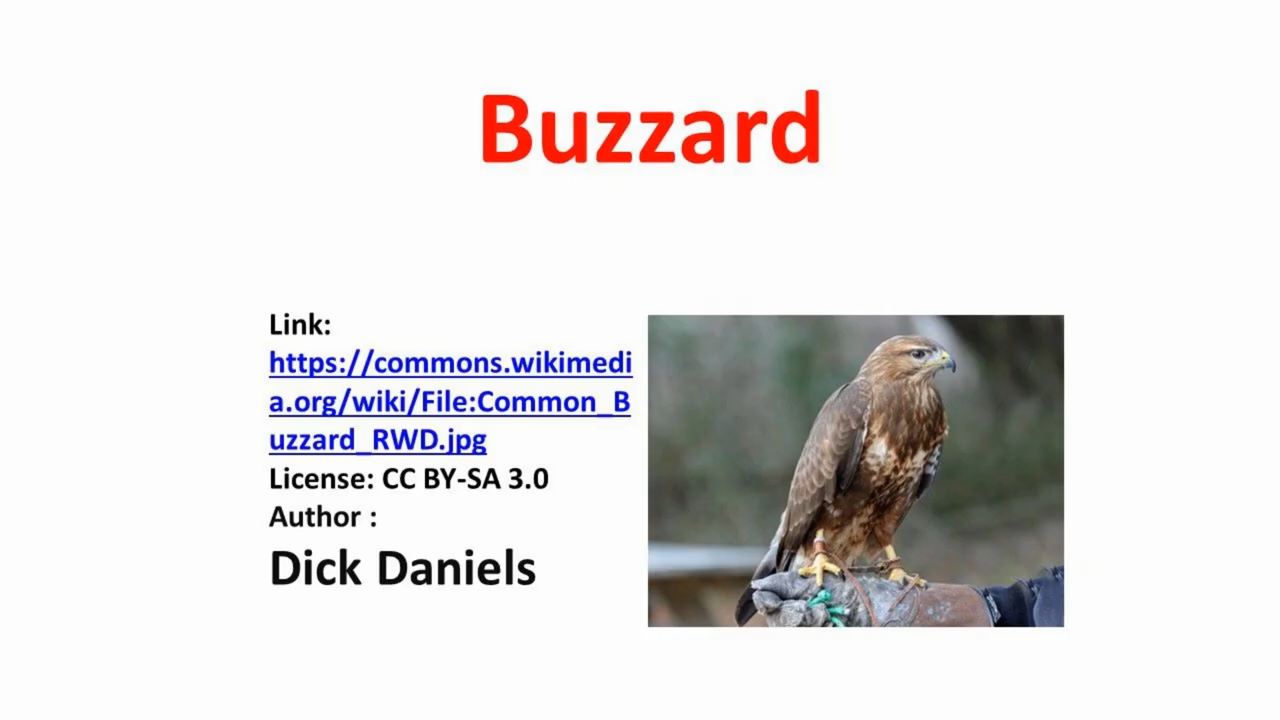 Buzzard
Link:
https://commons.wikimedi
a.org/wiki/File:Common_B
uzzard_RWD.jpg
License: CC BY-SA 3.0
Author :
Dick Daniels